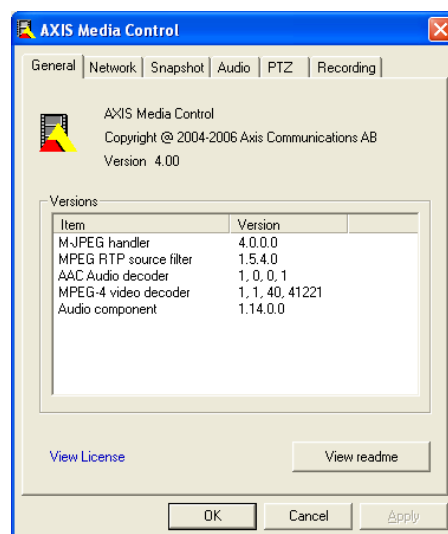 AXIS Media Control
General Network Snapshot Audio PTZ Recording
AXIS Media Control
Copyright @ 2004-2006 Axis Communications AB
Version 4.00
Versions
Item Version
M-JPEG handler 4.0.0.0
MPEG RTP source filter 1.5.4.0
AAC Audio decoder 1, 0, 0, 1
MPEG-4 video decoder 1, 1, 40, 41221
Audio component 1.14.0.0
View License View readme
OK Cancel Apply